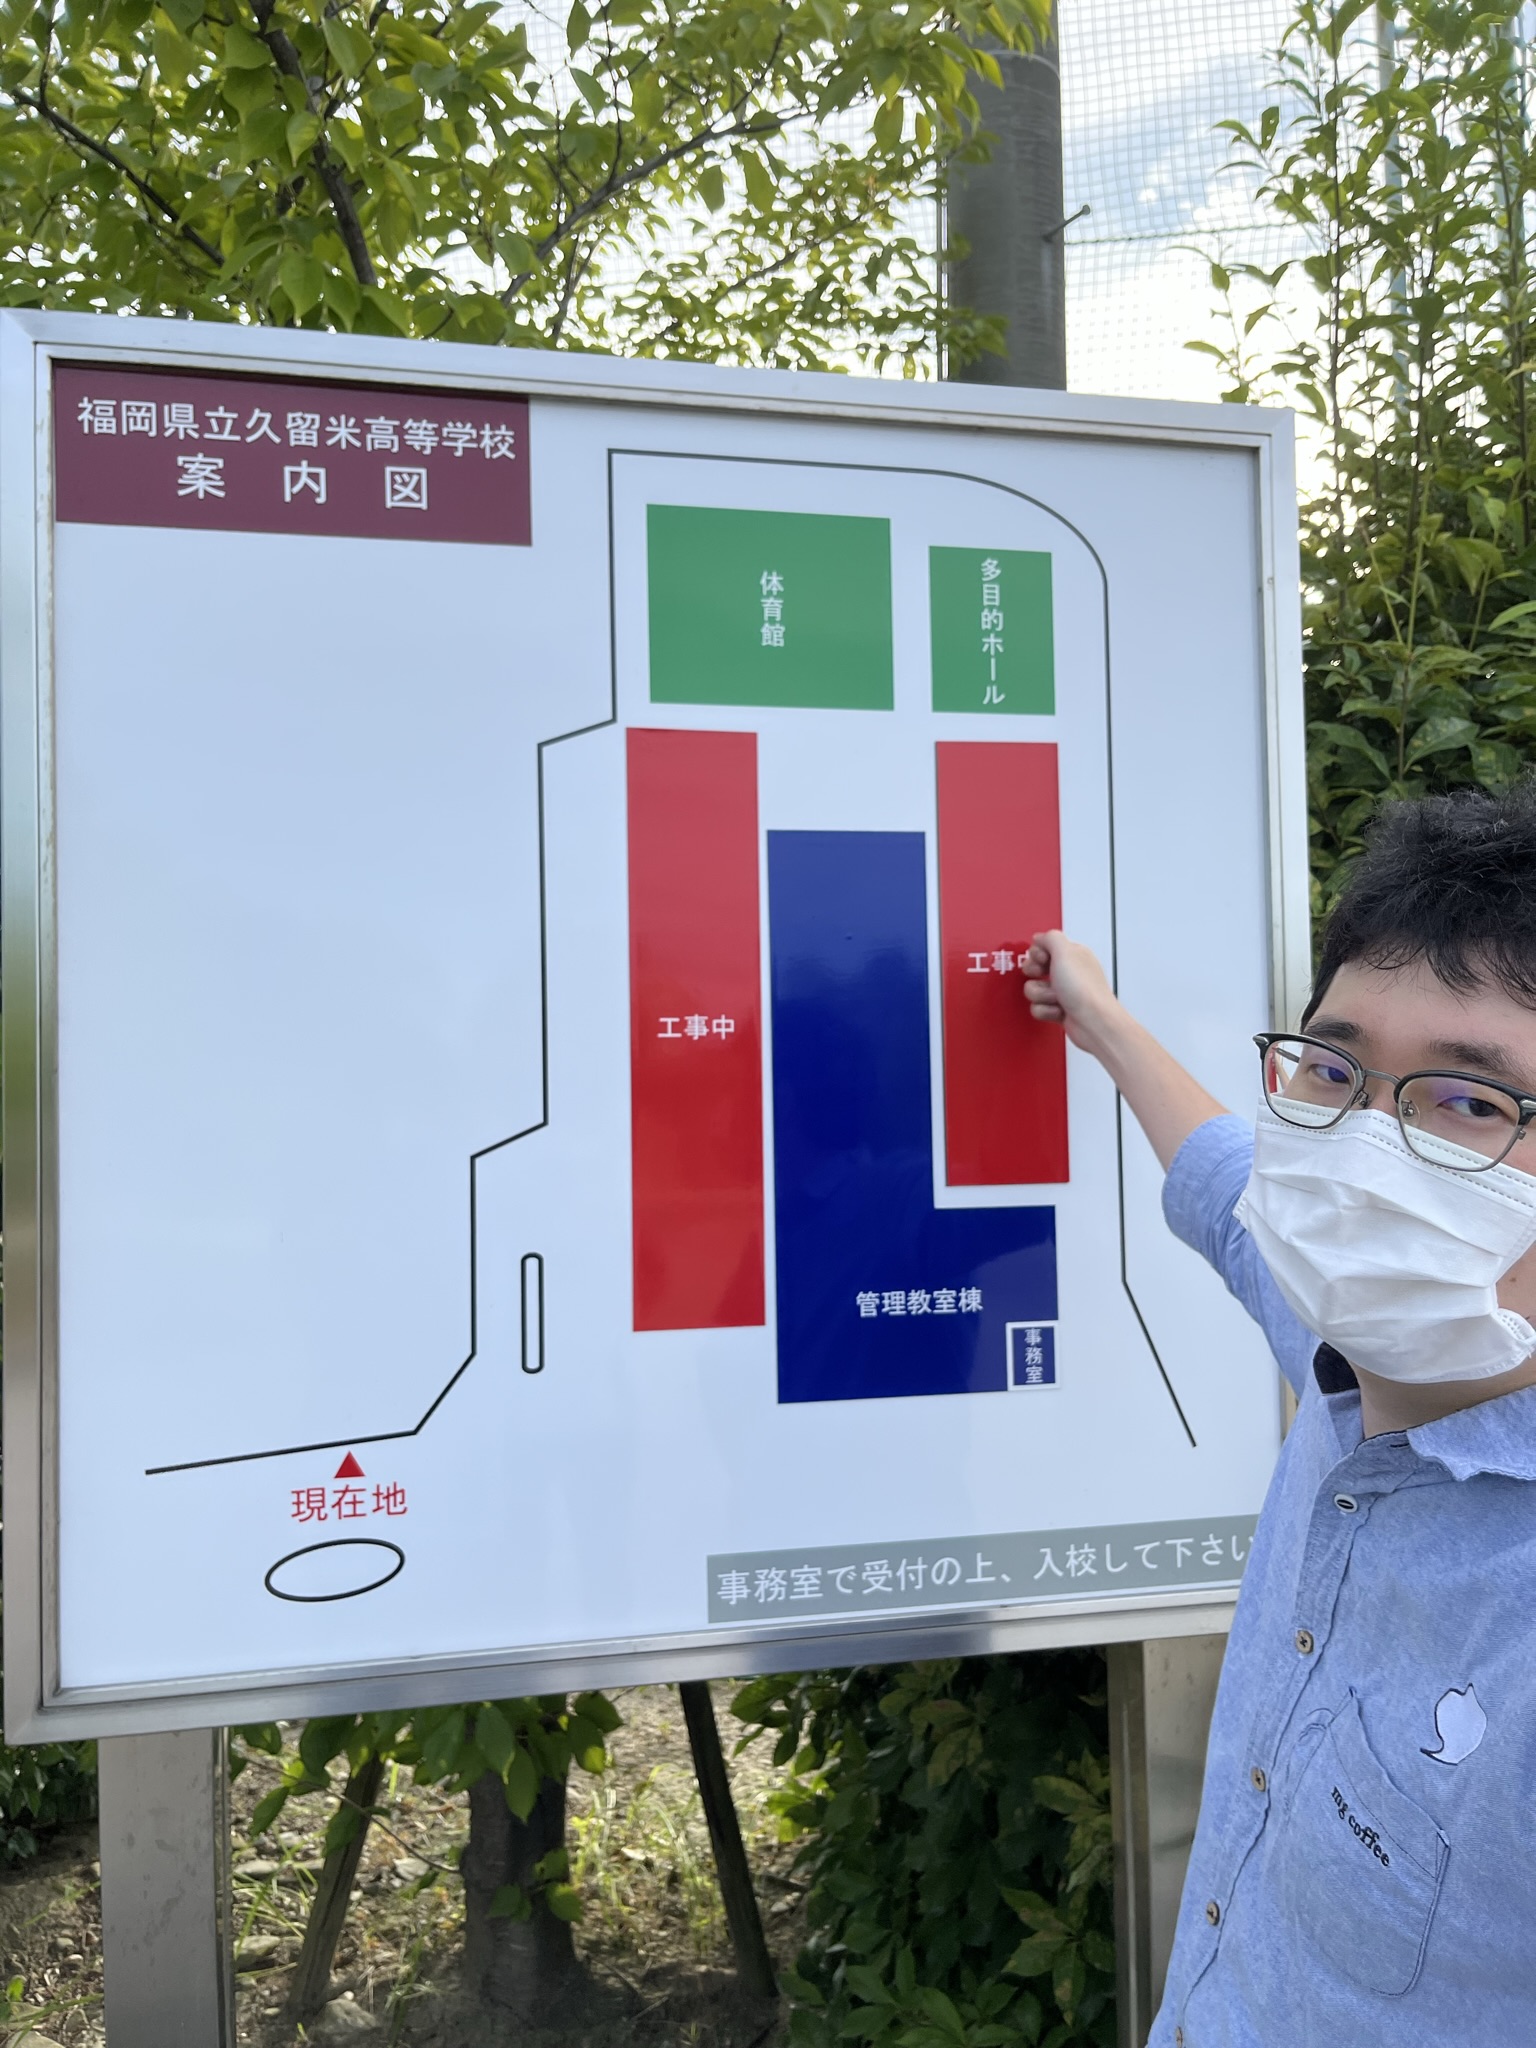 福岡県立久留米高等学校
案内図
体育館
多目的ホール
工事中
工事中
管理教室棟
事務室
現在地
事務室で受付の上、入校して下さい
mg coffee